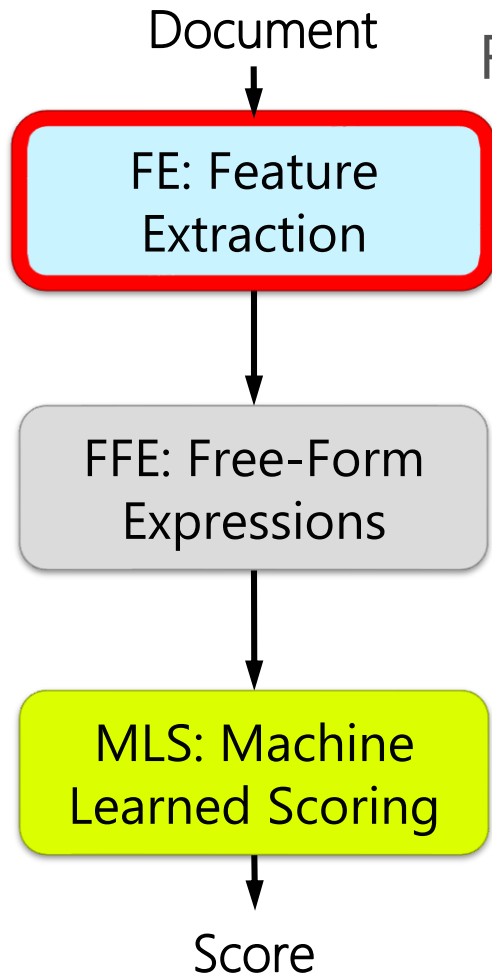 Document
FE: Feature
Extraction
FFE: Free-Form
Expressions
MLS: Machine
Learned Scoring
Score